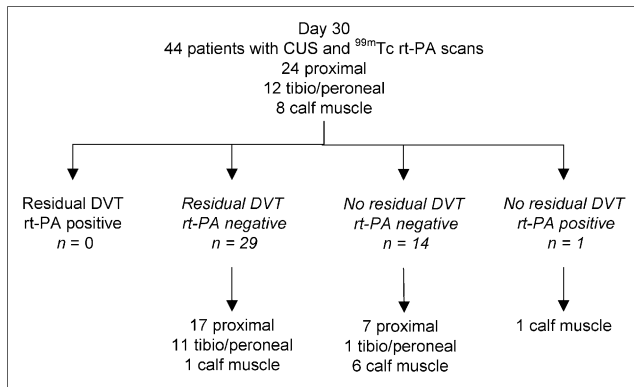 Day 30
44 patients with CUS and 99mTc rt-PA scans
24 proximal
12 tibio/peroneal
8 calf muscle
Residual DVT
rt-PA positive
n = 0
Residual DVT
rt-PA negative
n = 29
No residual DVT
rt-PA negative
n = 14
No residual DVT
rt-PA positive
n = 1
17 proximal
11 tibio/peroneal
1 calf muscle
7 proximal
1 tibio/peroneal
6 calf muscle
1 calf muscle